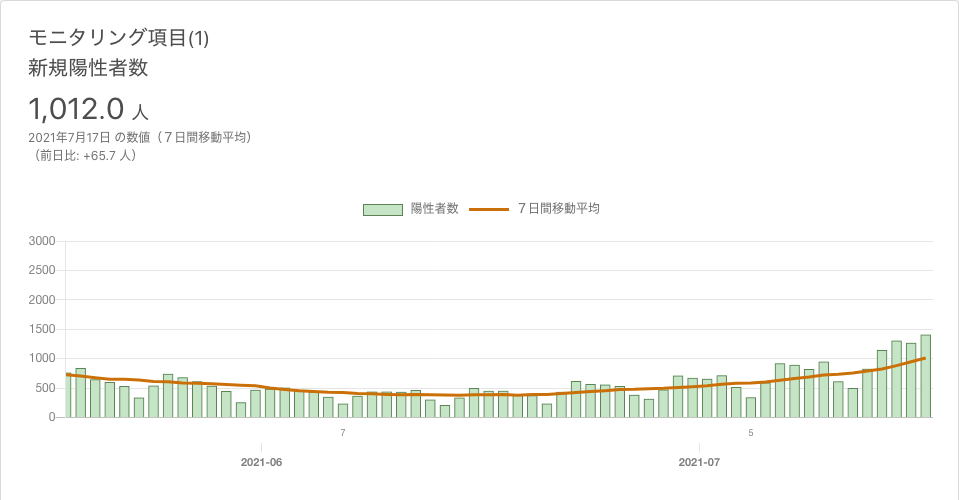 モニタリング項目(1)
新規陽性者数
1,012.0 人
2021年7月17日 の数値（７日間移動平均）
（前日比: +65.7 人）
陽性者数 ７日間移動平均
3000
2500
2000
1500
1000
500
0
7 5
2021-06 2021-07